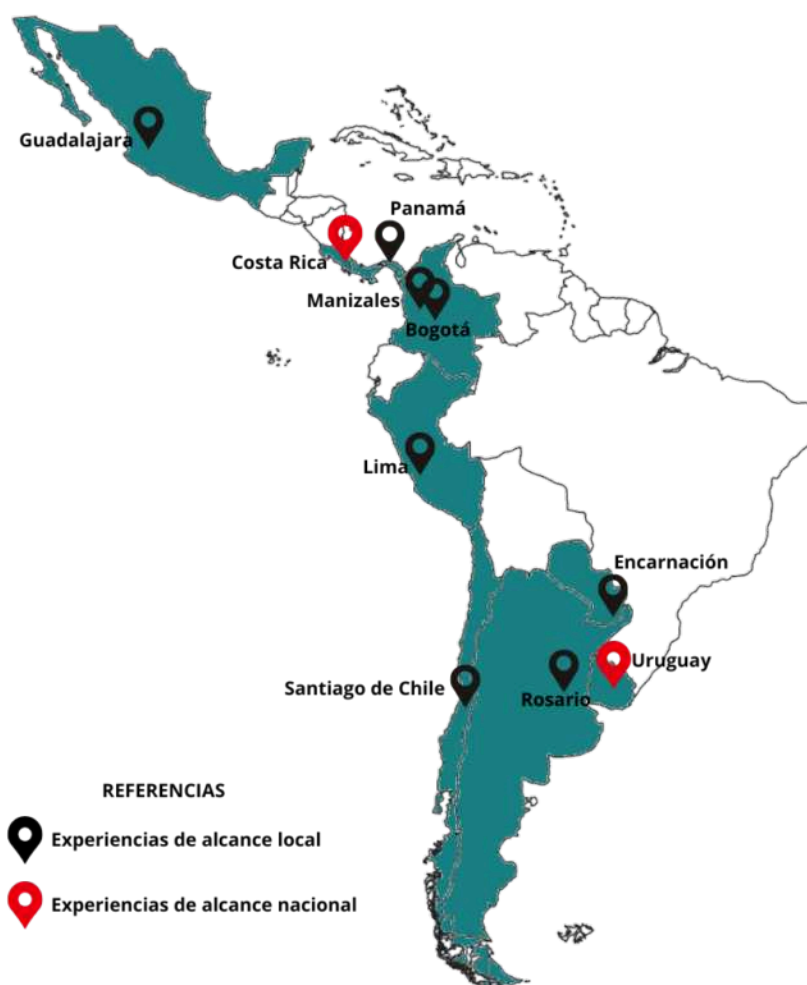 Guadalajara
Panamá
Costa Rica
Manizales
Bogotá
Lima
Encarnación
Uruguay
Santiago de Chile
Rosario
REFERENCIAS
Experiencias de alcance local
Experiencias de alcance nacional